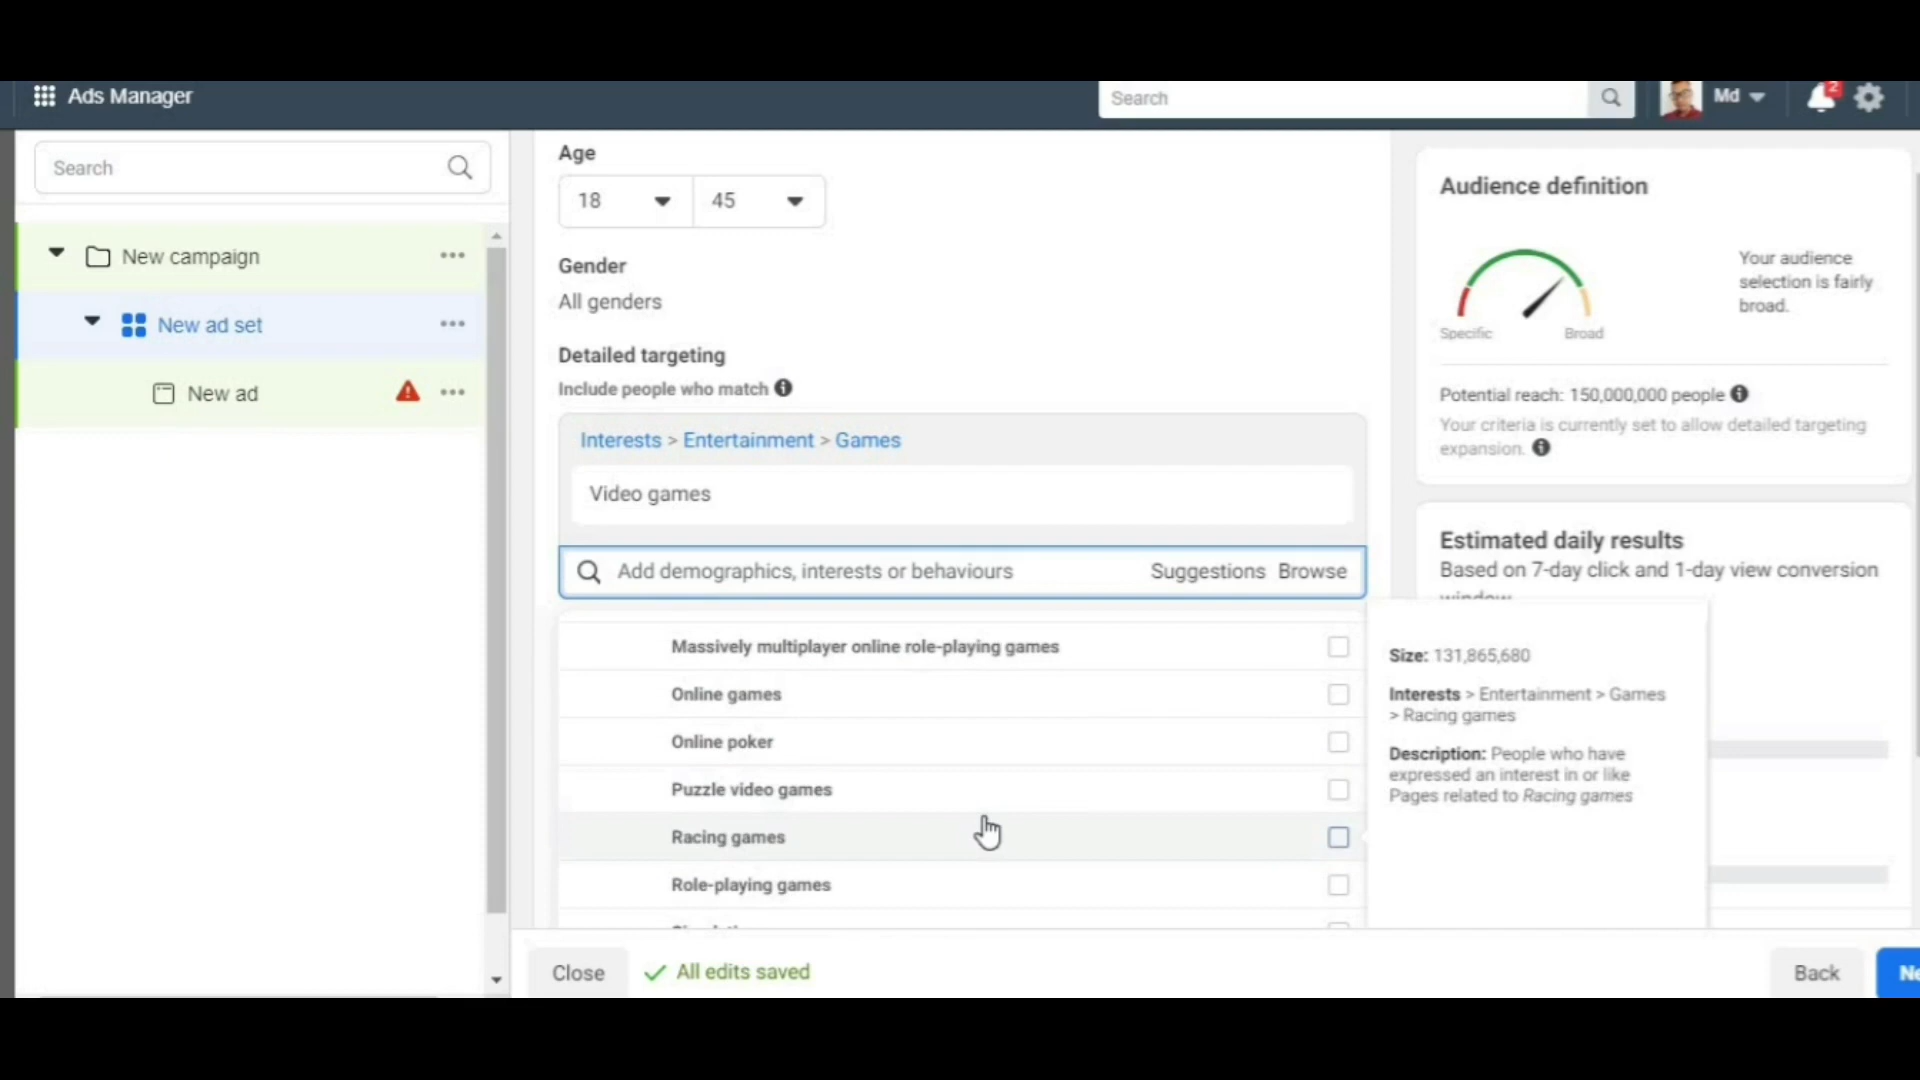 Ads Manager
Search
Md
2
Search
New campaign
New ad set
New ad
Age
18
45
Gender
All genders
Detailed targeting
Include people who match
Interests > Entertainment > Games
Video games
Add demographics, interests or behaviours
Suggestions Browse
Massively multiplayer online role-playing games
Online games
Online poker
Puzzle video games
Racing games
Role-playing games
Close
All edits saved
Audience definition
Specific
Broad
Your audience
selection is fairly
broad.
Potential reach: 150,000,000 people
Your criteria is currently set to allow detailed targeting
expansion.
Estimated daily results
Based on 7-day click and 1-day view conversion
window
Size: 131,865,680
Interests > Entertainment > Games
> Racing games
Description: People who have
expressed an interest in or like
Pages related to Racing games
Back